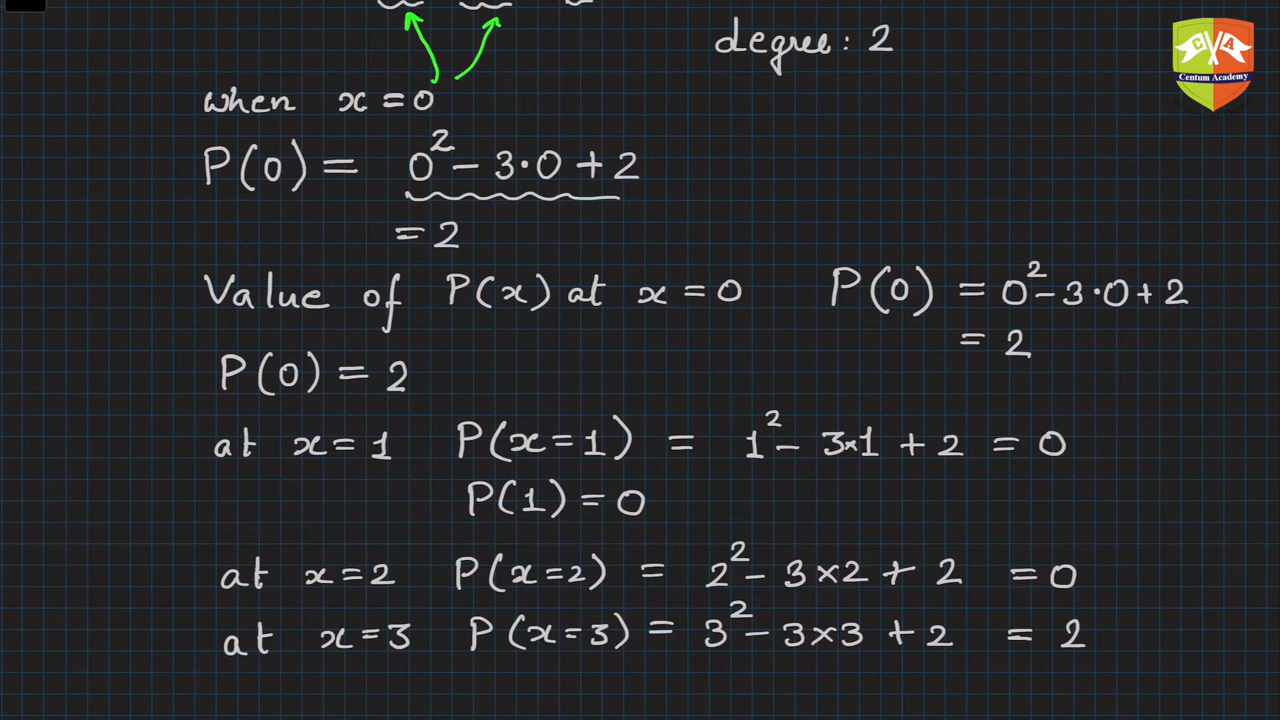 degree: 2
C A
Centum Academy
when x = 0
P(0) = 0² - 3·0 + 2
= 2
Value of P(x) at x = 0 P(0) = 0² - 3·0 + 2
= 2
P(0) = 2
at x = 1 P(x=1) = 1² - 3×1 + 2 = 0
P(1) = 0
at x = 2 P(x=2) = 2² - 3×2 + 2 = 0
at x = 3 P(x=3) = 3² - 3×3 + 2 = 2